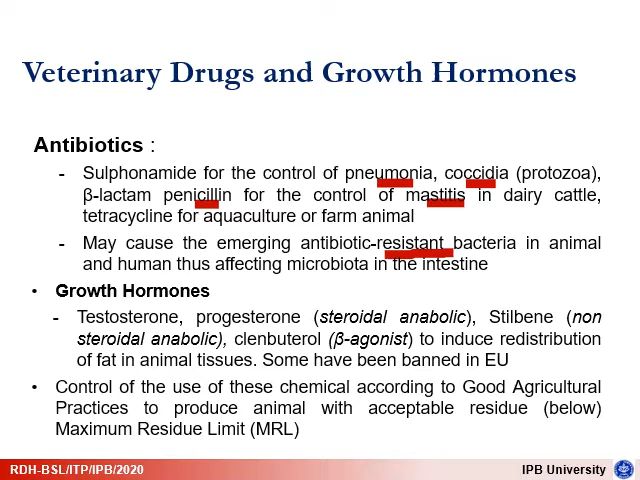 Veterinary Drugs and Growth Hormones
Antibiotics :
- Sulphonamide for the control of pneumonia, coccidia (protozoa),
β-lactam penicillin for the control of mastitis in dairy cattle,
tetracycline for aquaculture or farm animal
- May cause the emerging antibiotic-resistant bacteria in animal
and human thus affecting microbiota in the intestine
• Growth Hormones
- Testosterone, progesterone (steroidal anabolic), Stilbene (non
steroidal anabolic), clenbuterol (β-agonist) to induce redistribution
of fat in animal tissues. Some have been banned in EU
• Control of the use of these chemical according to Good Agricultural
Practices to produce animal with acceptable residue (below)
Maximum Residue Limit (MRL)
RDH-BSL/ITP/IPB/2020 IPB University